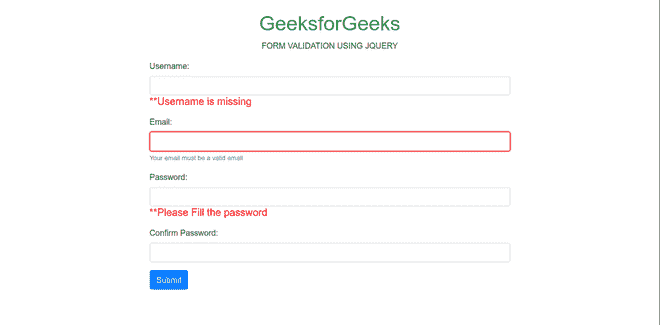 GeeksforGeeks
FORM VALIDATION USING JQUERY
Username:
**Username is missing
Email:
Your email must be a valid email
Password:
**Please Fill the password
Confirm Password:
Submit